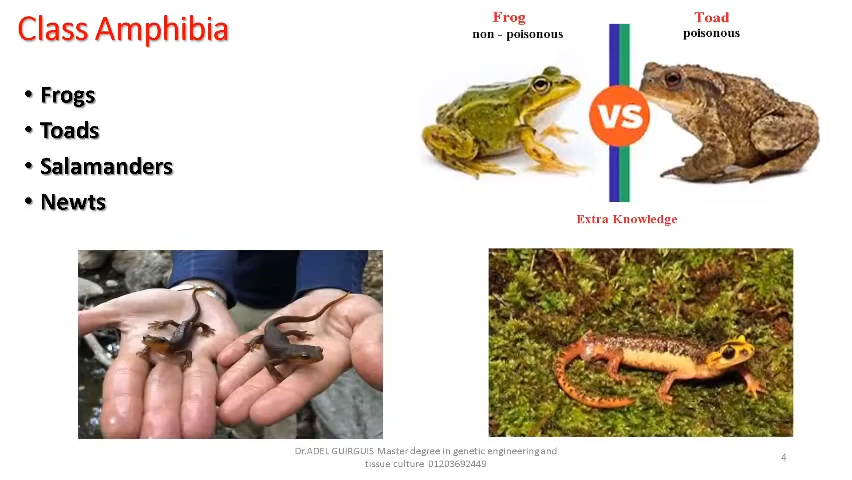 Class Amphibia
• Frogs
• Toads
• Salamanders
• Newts
Frog
non - poisonous
VS
Toad
poisonous
Extra Knowledge
Dr.ADEL GUIRGUIS Master degree in genetic engineering and
tissue culture 01203692449
4